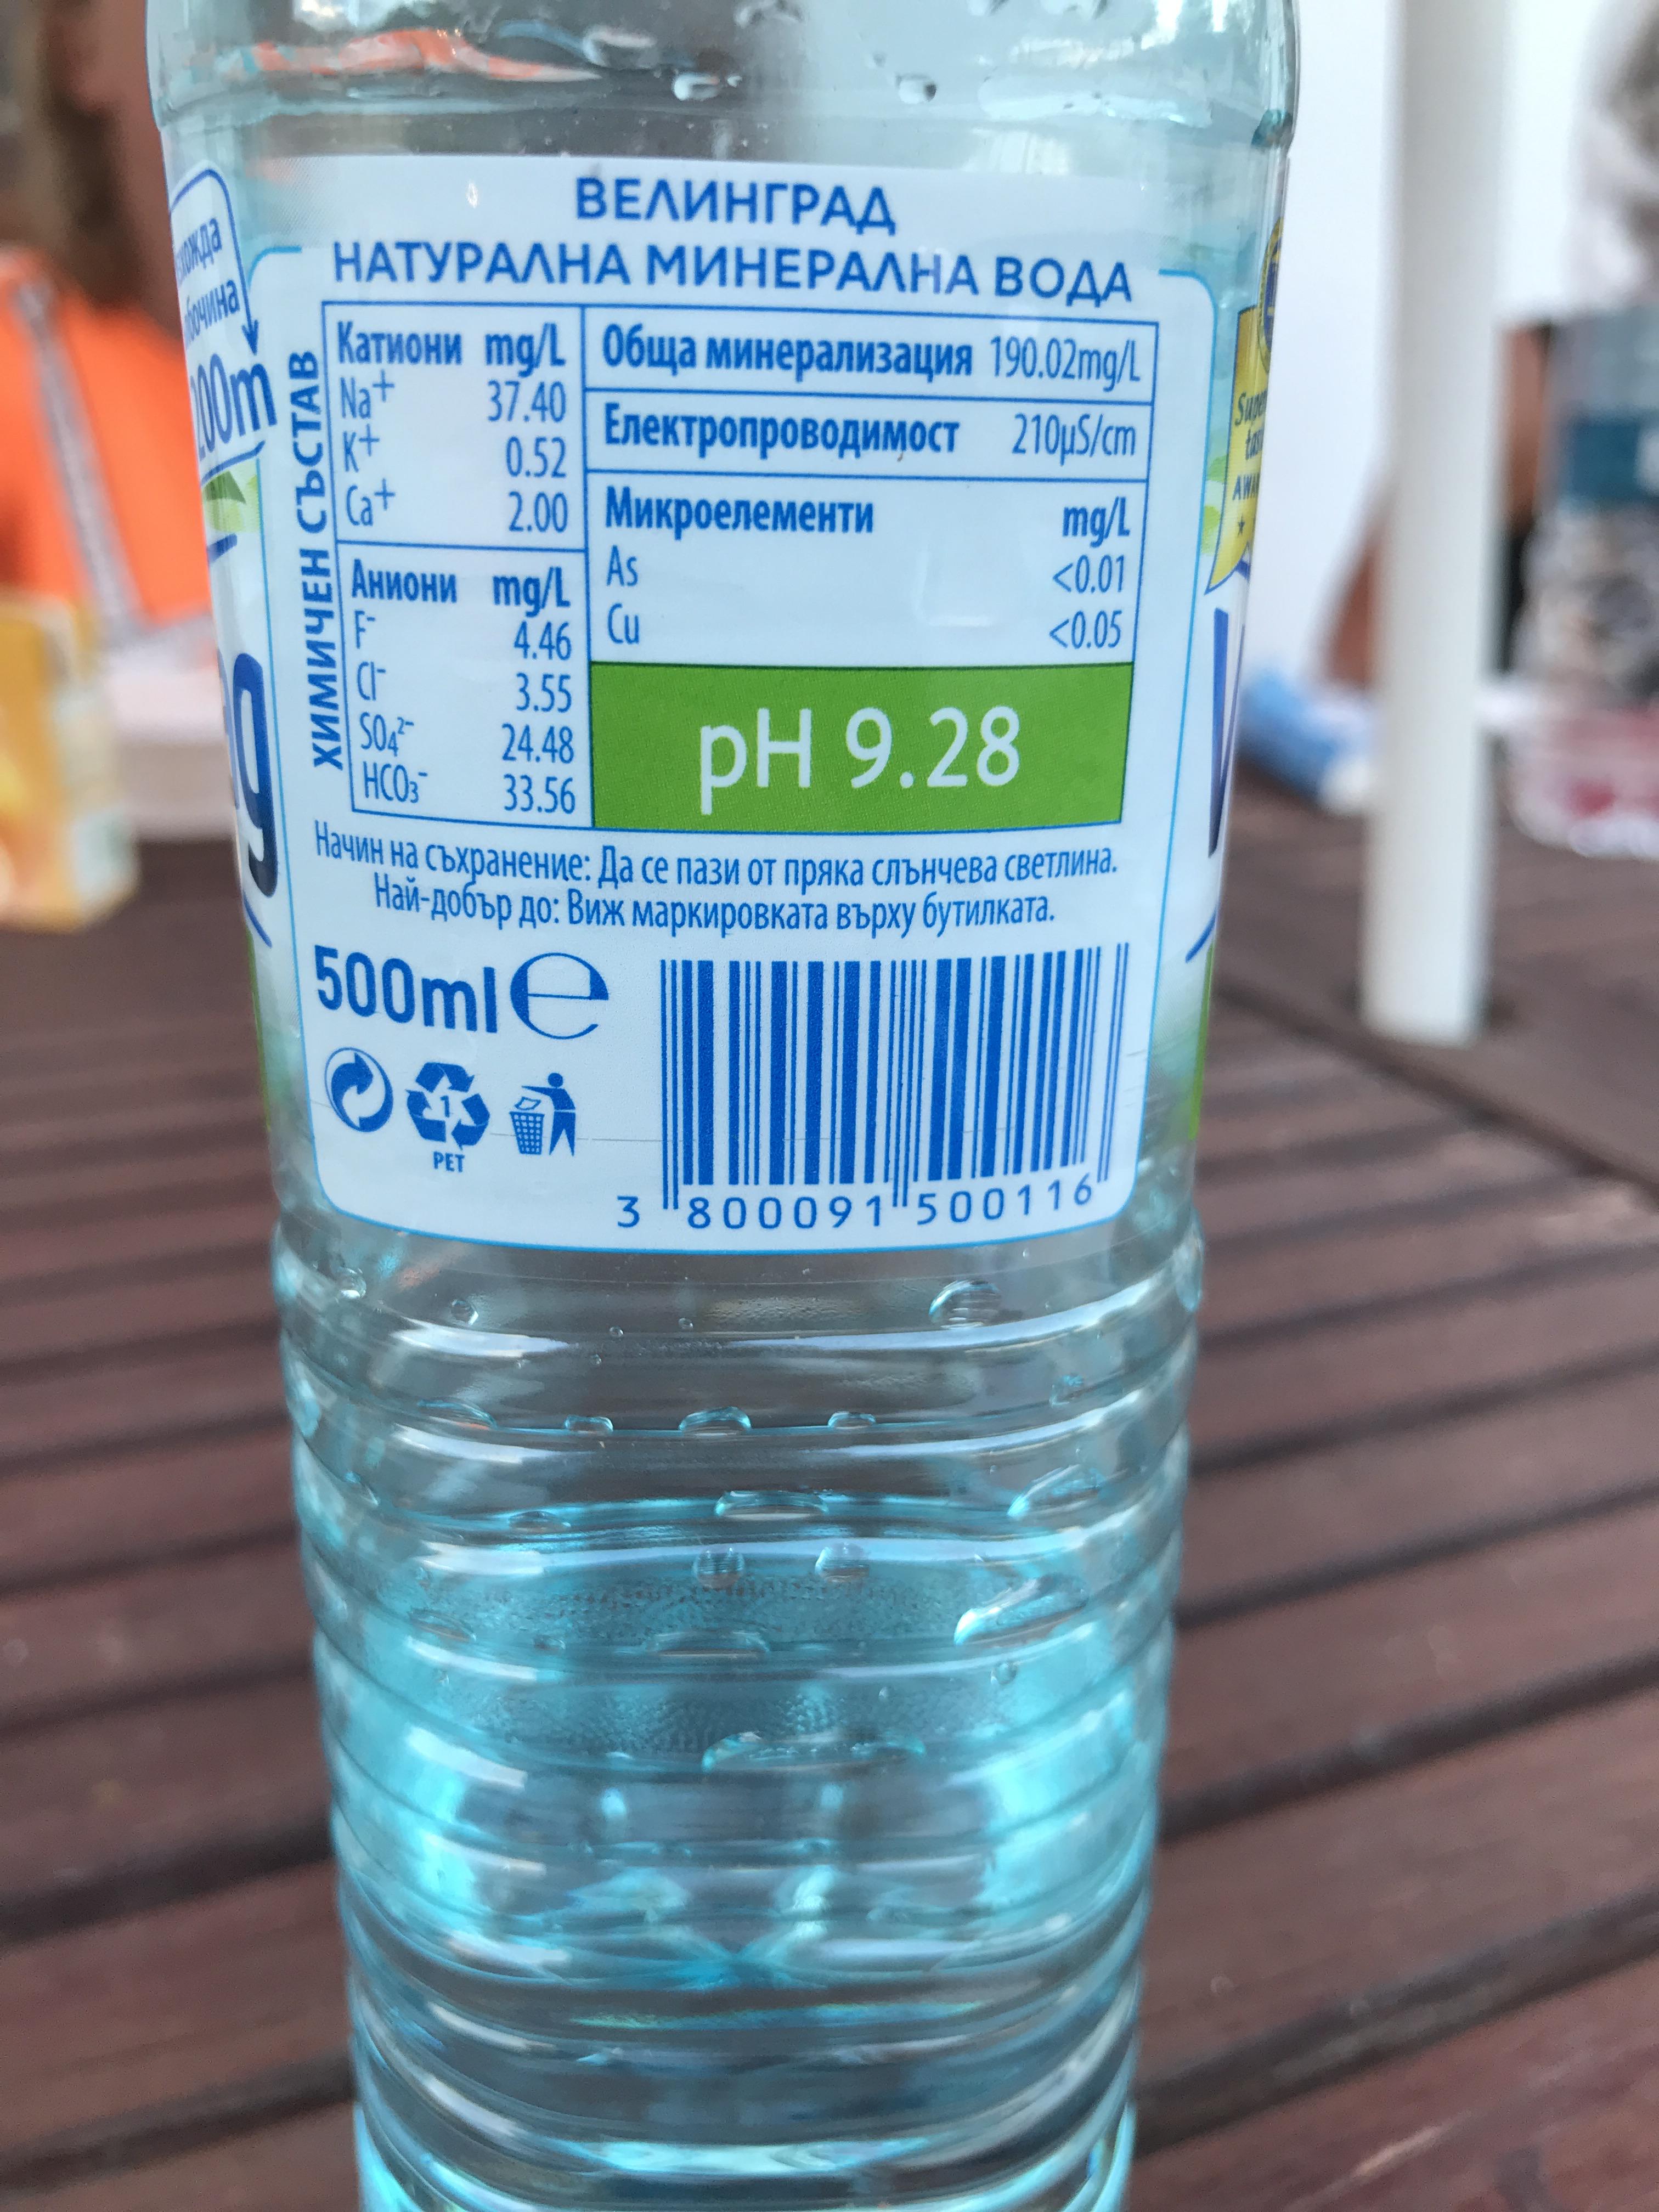 ВЕЛИНГРАД
НАТУРАЛНА МИНЕРАЛНА ВОДА
ХИМИЧЕН СЪСТАВ
Катиони mg/L
Na+ 37.40
K+ 0.52
Ca+ 2.00
Аниони mg/L
F- 4.46
Cl- 3.55
SO₄²⁻ 24.48
HCO₃⁻ 33.56
Обща минерализация 190.02mg/L
Електропроводимост 210µS/cm
Микроелементи mg/L
As <0.01
Cu <0.05
pH 9.28
Начин на съхранение: Да се пази от пряка слънчева светлина.
Най-добър до: Виж маркировката върху бутилката.
500ml e
1
PET
3 800091 500116